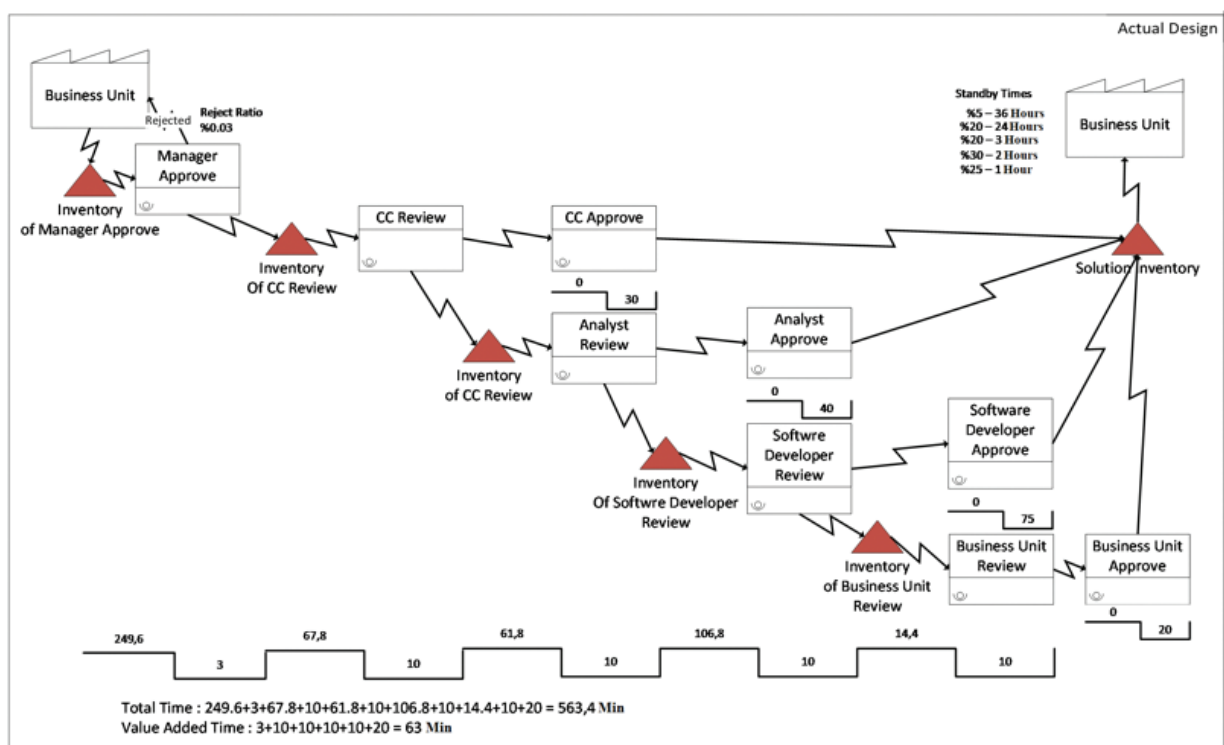 Actual Design
Business Unit
Rejected
Reject Ratio
%0.03
Standby Times
%5 – 36 Hours
%20 – 24 Hours
%20 – 3 Hours
%30 – 2 Hours
%25 – 1 Hour
Business Unit
Manager
Approve
Inventory
of Manager Approve
CC Review
CC Approve
Inventory
Of CC Review
Solution Inventory
0
30
Analyst
Review
Analyst
Approve
Inventory
of CC Review
0
40
Software
Developer
Approve
Softwre
Developer
Review
Inventory
Of Softwre Developer
Review
0
75
Business Unit
Review
Business Unit
Approve
Inventory
of Business Unit
Review
0
20
249,6
3
67,8
10
61,8
10
106,8
10
14,4
10
Total Time : 249.6+3+67.8+10+61.8+10+106.8+10+14.4+10+20 = 563,4 Min
Value Added Time : 3+10+10+10+10+20 = 63 Min